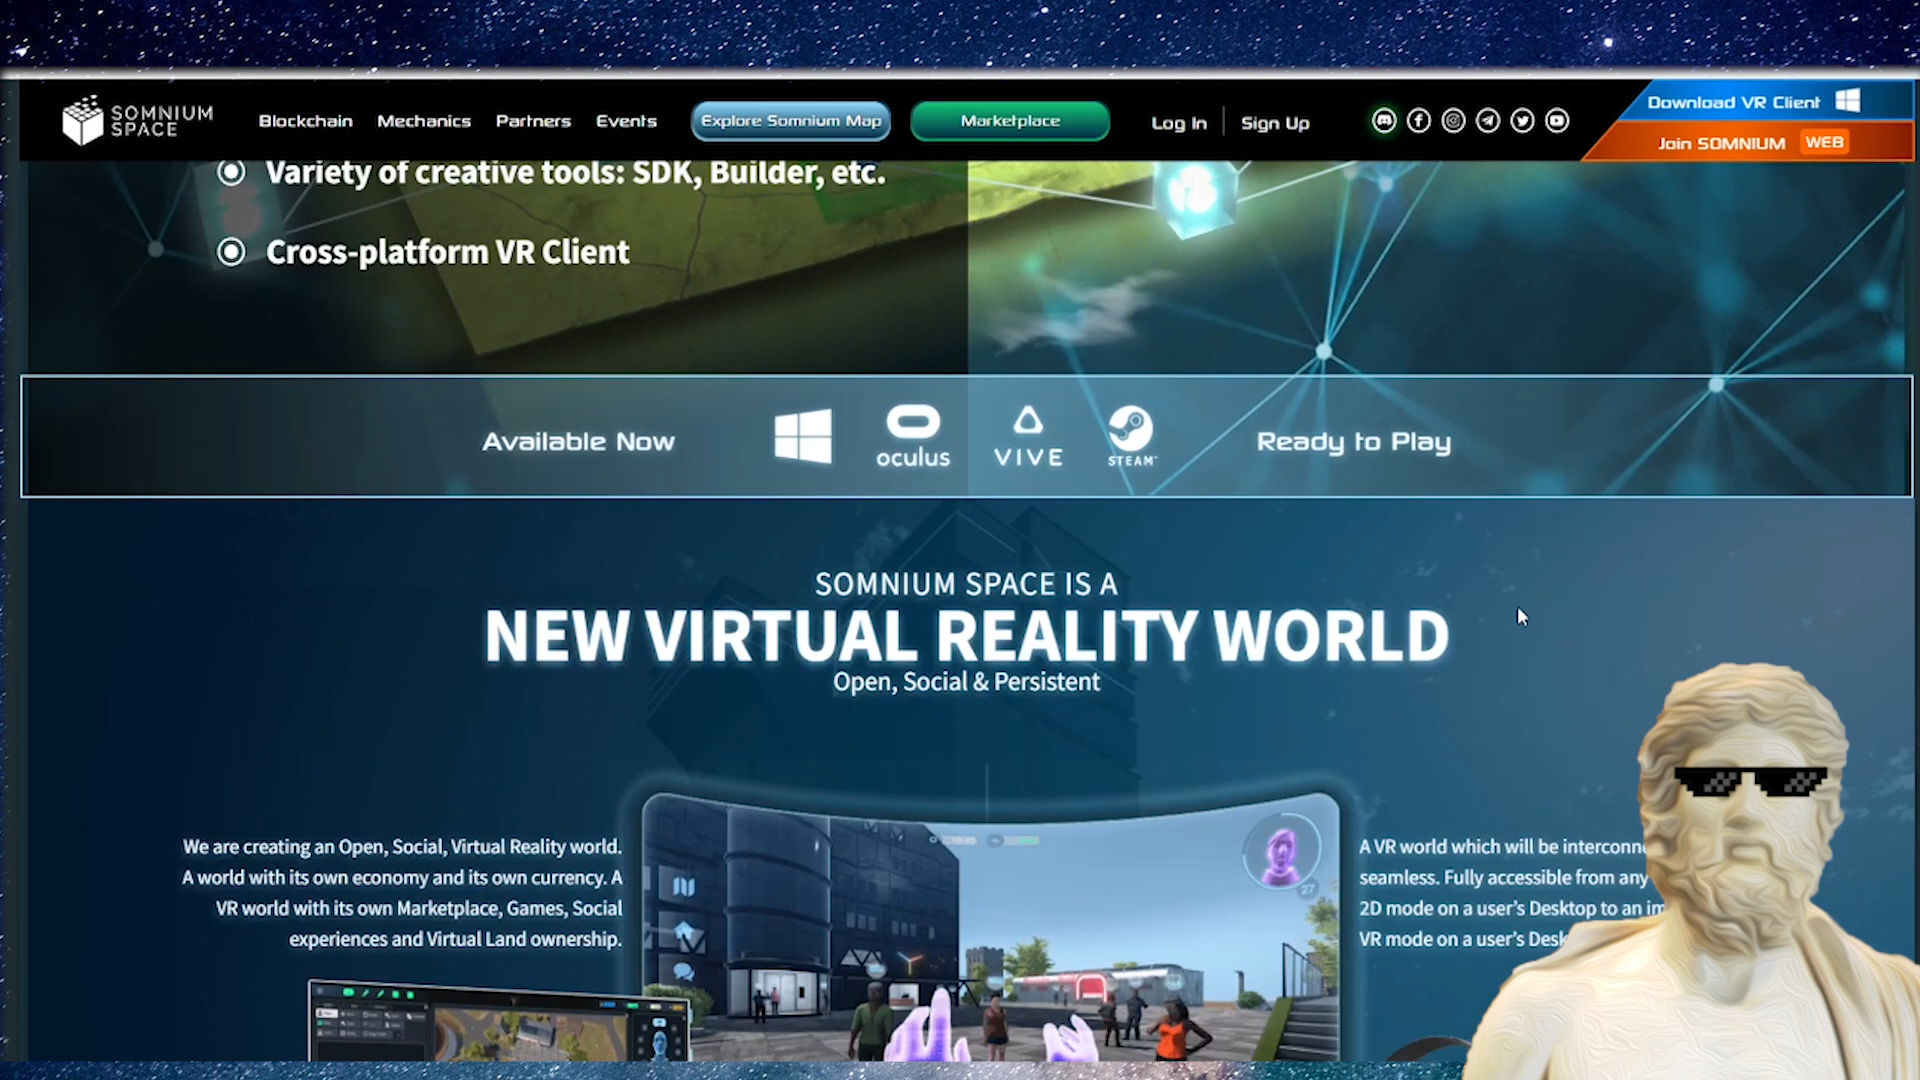 SOMNIUM
SPACE
Blockchain
Mechanics
Partners
Events
Explore Somnium Map
Marketplace
Log In
Sign Up
Download VR Client
Join SOMNIUM WEB
Variety of creative tools: SDK, Builder, etc.
Cross-platform VR Client
Available Now
oculus
VIVE
STEAM
Ready to Play
SOMNIUM SPACE IS A
NEW VIRTUAL REALITY WORLD
Open, Social & Persistent
We are creating an Open, Social, Virtual Reality world.
A world with its own economy and its own currency. A
VR world with its own Marketplace, Games, Social
experiences and Virtual Land ownership.
A VR world which will be
seamless. Fully accessible from any
2D mode on a user's Desktop to an
VR mode on a user's
27